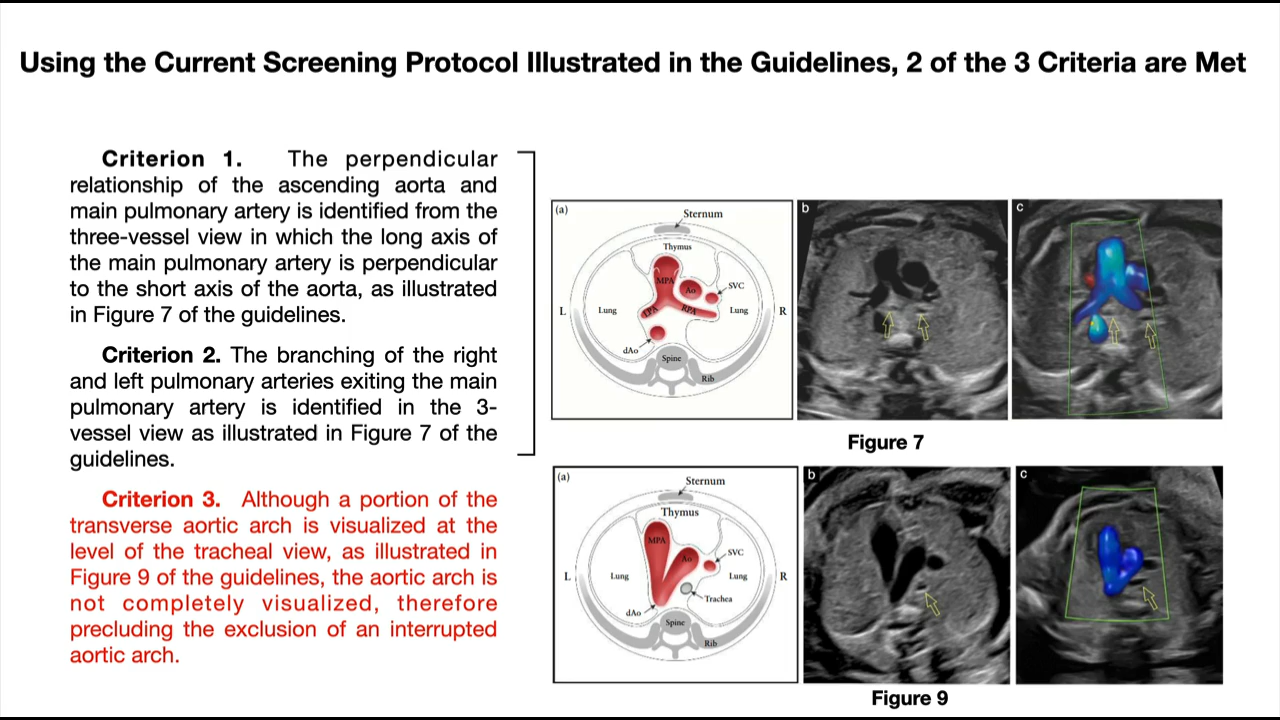 Using the Current Screening Protocol Illustrated in the Guidelines, 2 of the 3 Criteria are Met
Criterion 1. The perpendicular
relationship of the ascending aorta and
main pulmonary artery is identified from the
three-vessel view in which the long axis of
the main pulmonary artery is perpendicular
to the short axis of the aorta, as illustrated
in Figure 7 of the guidelines.
Criterion 2. The branching of the right
and left pulmonary arteries exiting the main
pulmonary artery is identified in the 3-
vessel view as illustrated in Figure 7 of the
guidelines.
Criterion 3. Although a portion of the
transverse aortic arch is visualized at the
level of the tracheal view, as illustrated in
Figure 9 of the guidelines, the aortic arch is
not completely visualized, therefore
precluding the exclusion of an interrupted
aortic arch.
(a)
Sternum
Thymus
MPA
Ao
SVC
L
Lung
LPA
RPA
Lung
R
dAo
Spine
Rib
b
c
Figure 7
(a)
Sternum
Thymus
MPA
Ao
SVC
L
Lung
Lung
R
Trachea
dAo
Spine
Rib
b
c
Figure 9